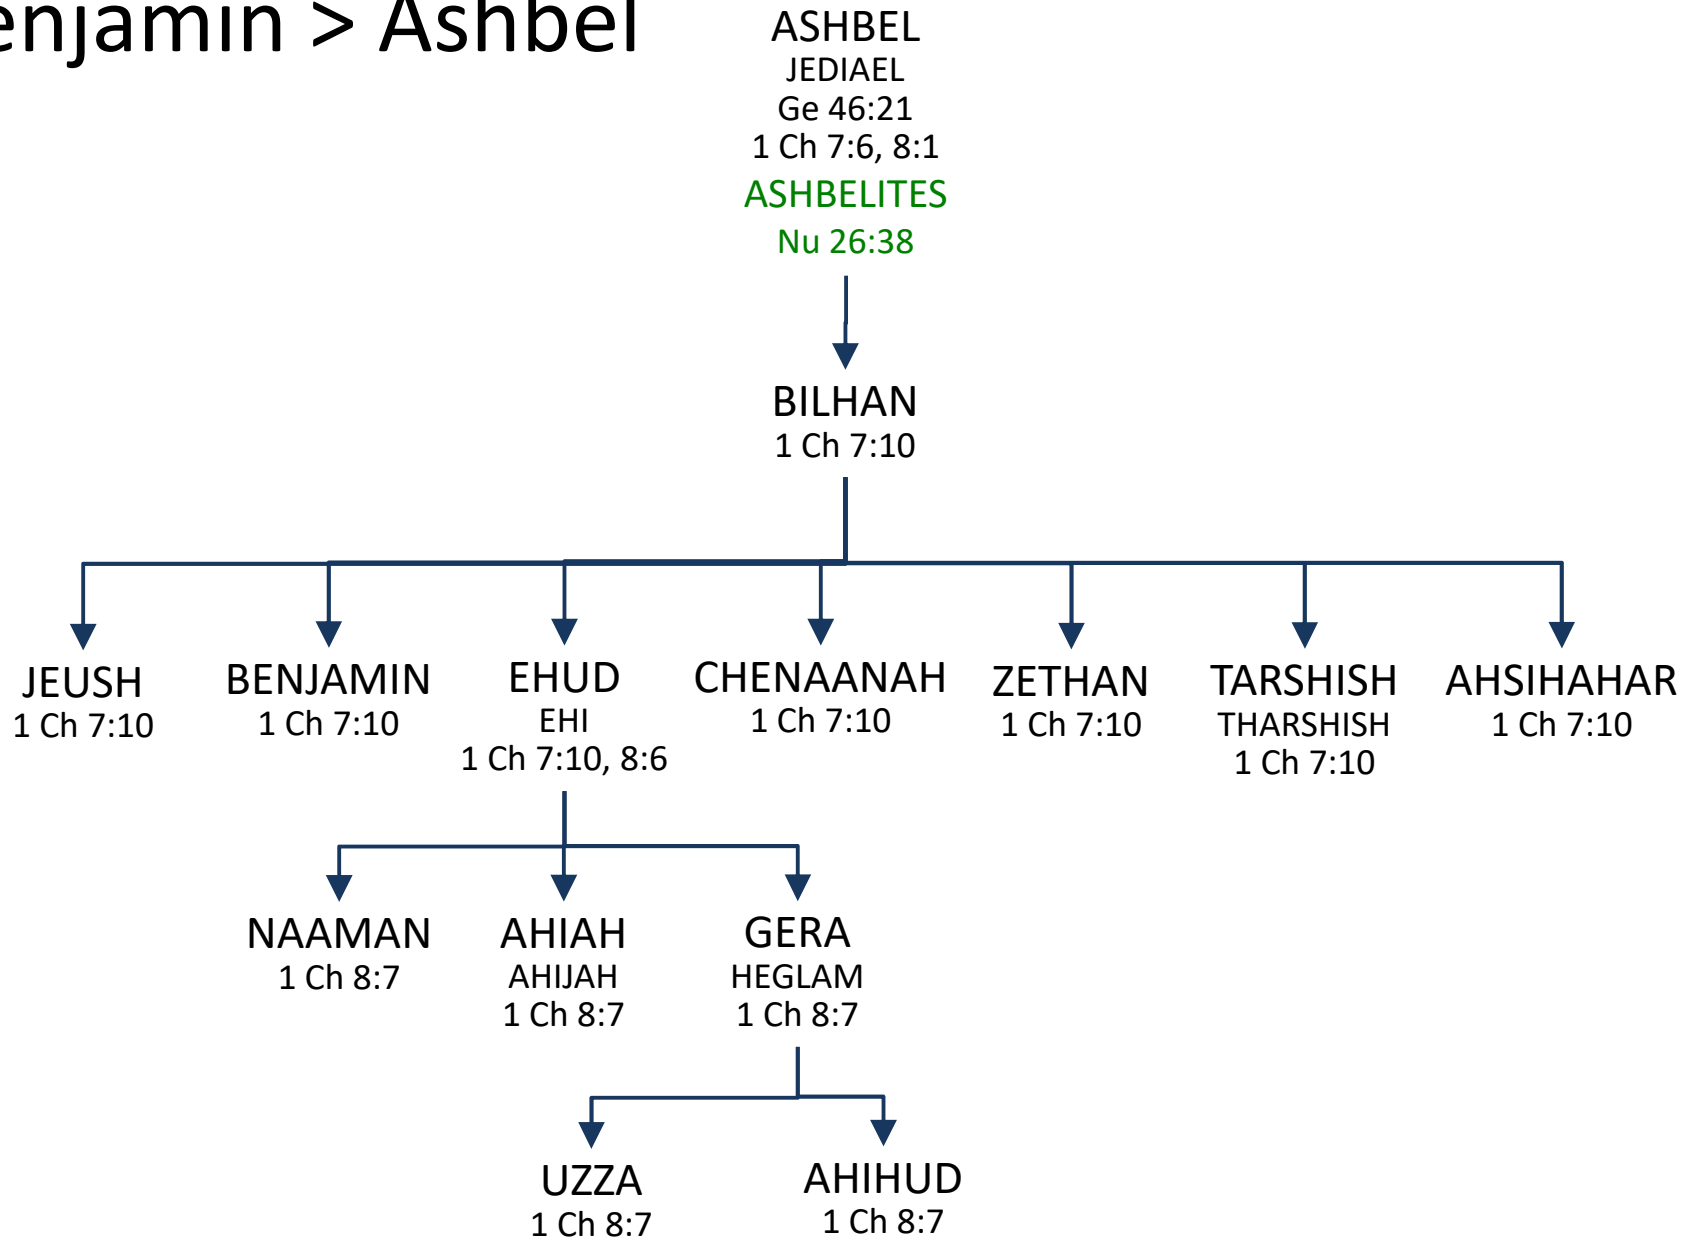 enjamin > Ashbel
ASHBEL
JEDIAEL
Ge 46:21
1 Ch 7:6, 8:1
ASHBELITES
Nu 26:38
BILHAN
1 Ch 7:10
JEUSH
1 Ch 7:10
BENJAMIN
1 Ch 7:10
EHUD
EHI
1 Ch 7:10, 8:6
CHENAANAH
1 Ch 7:10
ZETHAN
1 Ch 7:10
TARSHISH
THARSHISH
1 Ch 7:10
AHSIHAHAR
1 Ch 7:10
NAAMAN
1 Ch 8:7
AHIAH
AHIJAH
1 Ch 8:7
GERA
HEGLAM
1 Ch 8:7
UZZA
1 Ch 8:7
AHIHUD
1 Ch 8:7